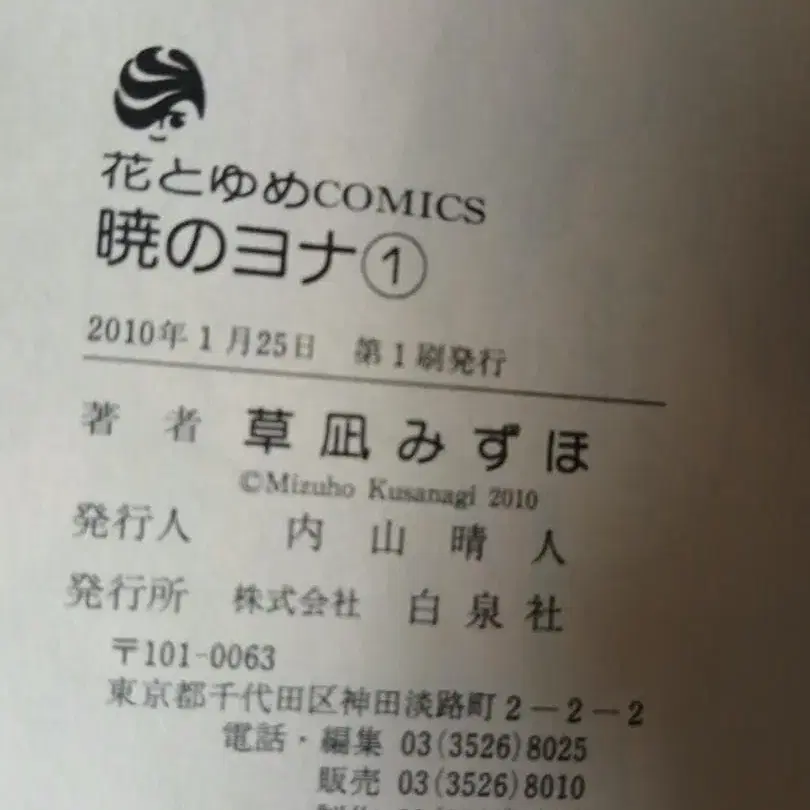 花とゆめCOMICS
暁のヨナ①
2010年1月25日　第1刷発行
著　者　草凪みずほ
©Mizuho Kusanagi 2010
発行人　内山晴人
発行所　株式会社　白泉社
〒101-0063
東京都千代田区神田淡路町2－2－2
電話・編集 03(3526)8025
販売 03(3526)8010